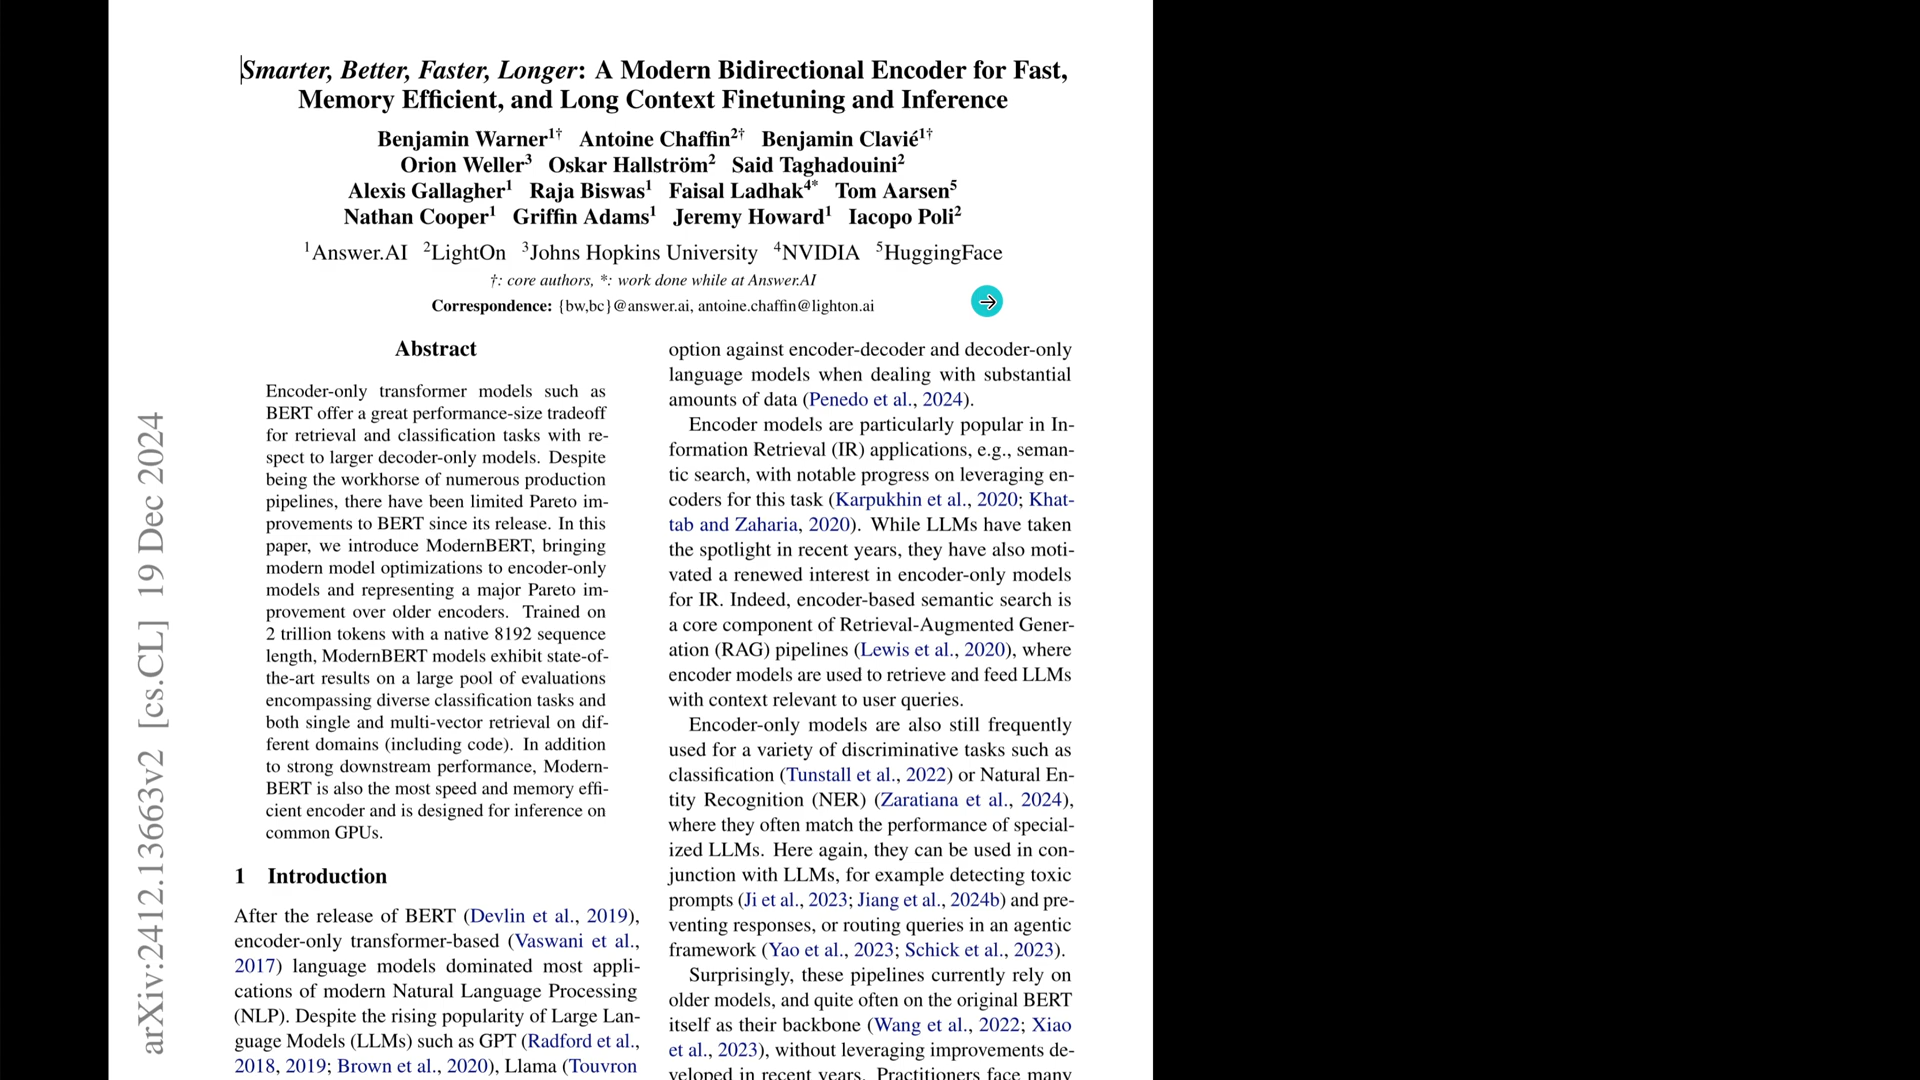 Smarter, Better, Faster, Longer: A Modern Bidirectional Encoder for Fast,
Memory Efficient, and Long Context Finetuning and Inference
Benjamin Warner1† Antoine Chaffin2† Benjamin Clavié1†
Orion Weller3 Oskar Hallström2 Said Taghadouini2
Alexis Gallagher1 Raja Biswas1 Faisal Ladhak4* Tom Aarsen5
Nathan Cooper1 Griffin Adams1 Jeremy Howard1 Iacopo Poli2
1Answer.AI 2LightOn 3Johns Hopkins University 4NVIDIA 5HuggingFace
†: core authors, *: work done while at Answer.AI
Correspondence: {bw,bc}@answer.ai, antoine.chaffin@lighton.ai
arXiv:2412.13663v2 [cs.CL] 19 Dec 2024
Abstract
Encoder-only transformer models such as
BERT offer a great performance-size tradeoff
for retrieval and classification tasks with re-
spect to larger decoder-only models. Despite
being the workhorse of numerous production
pipelines, there have been limited Pareto im-
provements to BERT since its release. In this
paper, we introduce ModernBERT, bringing
modern model optimizations to encoder-only
models and representing a major Pareto im-
provement over older encoders. Trained on
2 trillion tokens with a native 8192 sequence
length, ModernBERT models exhibit state-of-
the-art results on a large pool of evaluations
encompassing diverse classification tasks and
both single and multi-vector retrieval on dif-
ferent domains (including code). In addition
to strong downstream performance, Modern-
BERT is also the most speed and memory effi-
cient encoder and is designed for inference on
common GPUs.
1 Introduction
After the release of BERT (Devlin et al., 2019),
encoder-only transformer-based (Vaswani et al.,
2017) language models dominated most appli-
cations of modern Natural Language Processing
(NLP). Despite the rising popularity of Large Lan-
guage Models (LLMs) such as GPT (Radford et al.,
2018, 2019; Brown et al., 2020), Llama (Touvron
option against encoder-decoder and decoder-only
language models when dealing with substantial
amounts of data (Penedo et al., 2024).
Encoder models are particularly popular in In-
formation Retrieval (IR) applications, e.g., seman-
tic search, with notable progress on leveraging en-
coders for this task (Karpukhin et al., 2020; Khat-
tab and Zaharia, 2020). While LLMs have taken
the spotlight in recent years, they have also moti-
vated a renewed interest in encoder-only models
for IR. Indeed, encoder-based semantic search is
a core component of Retrieval-Augmented Gener-
ation (RAG) pipelines (Lewis et al., 2020), where
encoder models are used to retrieve and feed LLMs
with context relevant to user queries.
Encoder-only models are also still frequently
used for a variety of discriminative tasks such as
classification (Tunstall et al., 2022) or Natural En-
tity Recognition (NER) (Zaratiana et al., 2024),
where they often match the performance of special-
ized LLMs. Here again, they can be used in con-
junction with LLMs, for example detecting toxic
prompts (Ji et al., 2023; Jiang et al., 2024b) and pre-
venting responses, or routing queries in an agentic
framework (Yao et al., 2023; Schick et al., 2023).
Surprisingly, these pipelines currently rely on
older models, and quite often on the original BERT
itself as their backbone (Wang et al., 2022; Xiao
et al., 2023), without leveraging improvements de-
veloped in recent years. Practitioners face many